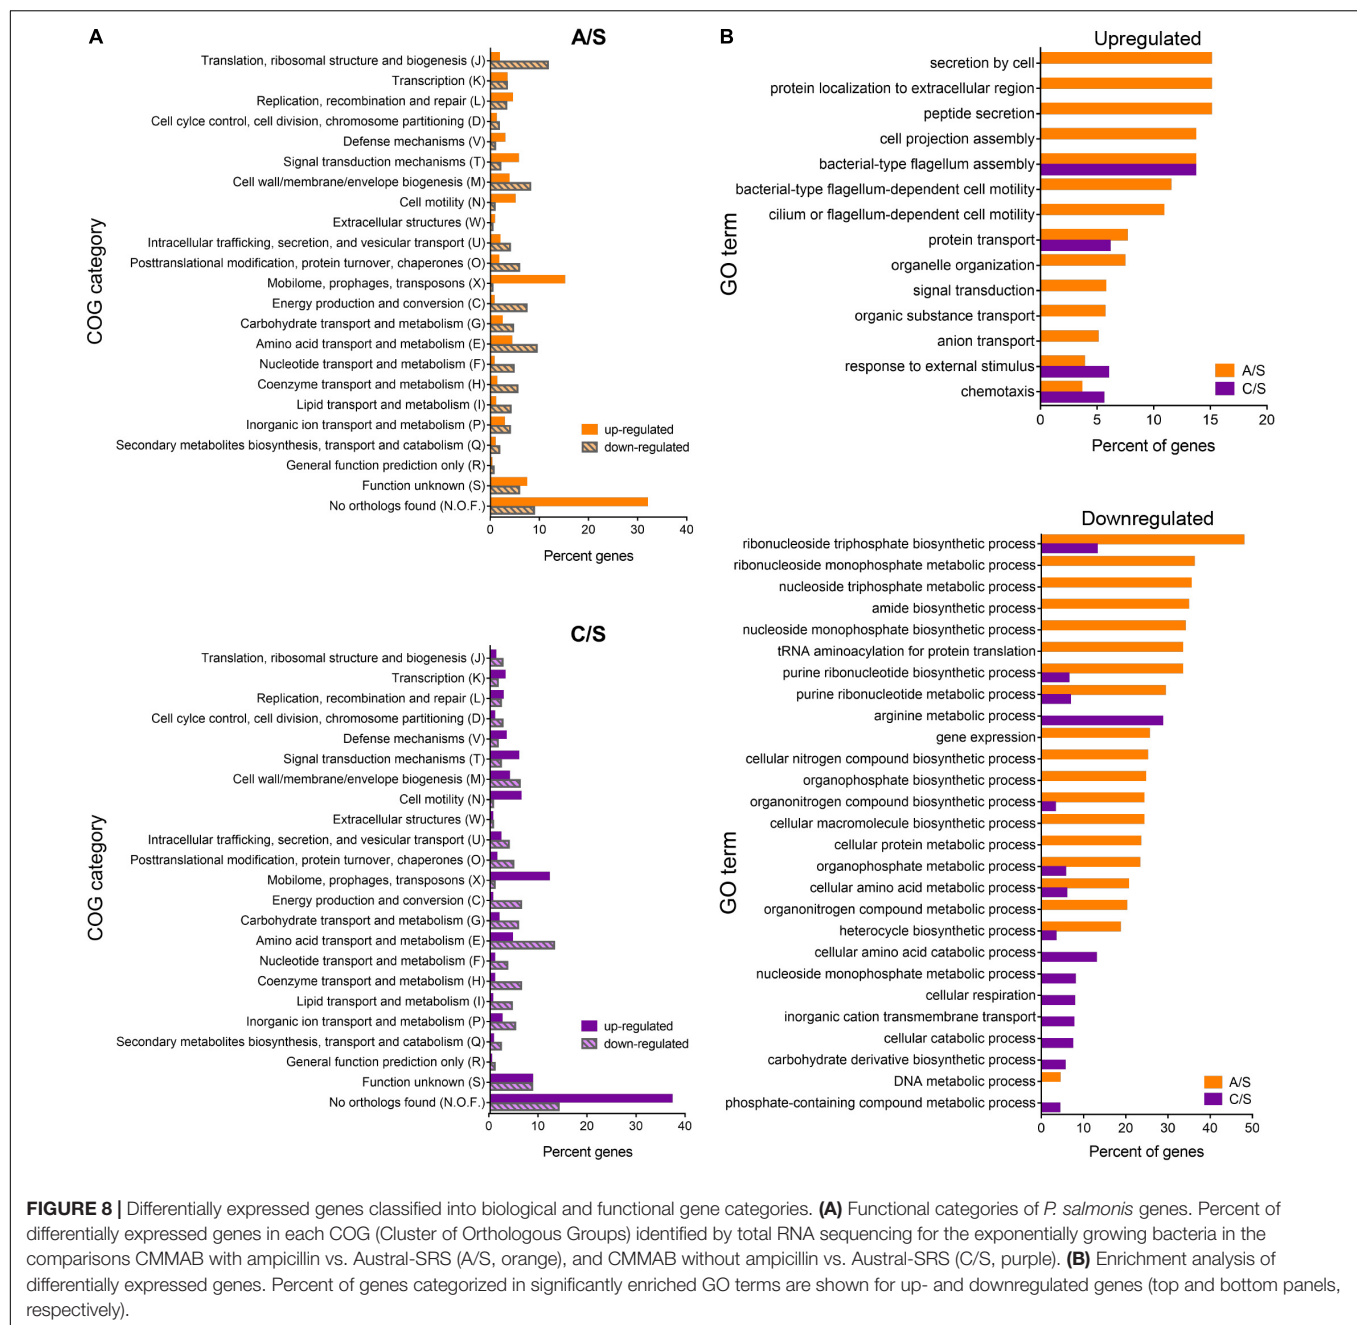 A
A/S
COG category
Translation, ribosomal structure and biogenesis (J)
Transcription (K)
Replication, recombination and repair (L)
Cell cylce control, cell division, chromosome partitioning (D)
Defense mechanisms (V)
Signal transduction mechanisms (T)
Cell wall/membrane/envelope biogenesis (M)
Cell motility (N)
Extracellular structures (W)
Intracellular trafficking, secretion, and vesicular transport (U)
Posttranslational modification, protein turnover, chaperones (O)
Mobilome, prophages, transposons (X)
Energy production and conversion (C)
Carbohydrate transport and metabolism (G)
Amino acid transport and metabolism (E)
Nucleotide transport and metabolism (F)
Coenzyme transport and metabolism (H)
Lipid transport and metabolism (I)
Inorganic ion transport and metabolism (P)
Secondary metabolites biosynthesis, transport and catabolism (Q)
General function prediction only (R)
Function unknown (S)
No orthologs found (N.O.F.)
up-regulated
down-regulated
0 10 20 30 40
Percent genes
C/S
COG category
Translation, ribosomal structure and biogenesis (J)
Transcription (K)
Replication, recombination and repair (L)
Cell cylce control, cell division, chromosome partitioning (D)
Defense mechanisms (V)
Signal transduction mechanisms (T)
Cell wall/membrane/envelope biogenesis (M)
Cell motility (N)
Extracellular structures (W)
Intracellular trafficking, secretion, and vesicular transport (U)
Posttranslational modification, protein turnover, chaperones (O)
Mobilome, prophages, transposons (X)
Energy production and conversion (C)
Carbohydrate transport and metabolism (G)
Amino acid transport and metabolism (E)
Nucleotide transport and metabolism (F)
Coenzyme transport and metabolism (H)
Lipid transport and metabolism (I)
Inorganic ion transport and metabolism (P)
Secondary metabolites biosynthesis, transport and catabolism (Q)
General function prediction only (R)
Function unknown (S)
No orthologs found (N.O.F.)
up-regulated
down-regulated
0 10 20 30 40
Percent genes
B
Upregulated
GO term
secretion by cell
protein localization to extracellular region
peptide secretion
cell projection assembly
bacterial-type flagellum assembly
bacterial-type flagellum-dependent cell motility
cilium or flagellum-dependent cell motility
protein transport
organelle organization
signal transduction
organic substance transport
anion transport
response to external stimulus
chemotaxis
A/S
C/S
0 5 10 15 20
Percent of genes
Downregulated
GO term
ribonucleoside triphosphate biosynthetic process
ribonucleoside monophosphate metabolic process
nucleoside triphosphate metabolic process
amide biosynthetic process
nucleoside monophosphate biosynthetic process
tRNA aminoacylation for protein translation
purine ribonucleotide biosynthetic process
purine ribonucleotide metabolic process
arginine metabolic process
gene expression
cellular nitrogen compound biosynthetic process
organophosphate biosynthetic process
organonitrogen compound biosynthetic process
cellular macromolecule biosynthetic process
cellular protein metabolic process
organophosphate metabolic process
cellular amino acid metabolic process
organonitrogen compound metabolic process
heterocycle biosynthetic process
cellular amino acid catabolic process
nucleoside monophosphate metabolic process
cellular respiration
inorganic cation transmembrane transport
cellular catabolic process
carbohydrate derivative biosynthetic process
DNA metabolic process
phosphate-containing compound metabolic process
A/S
C/S
0 10 20 30 40 50
Percent of genes
FIGURE 8 | Differentially expressed genes classified into biological and functional gene categories. (A) Functional categories of P. salmonis genes. Percent of
differentially expressed genes in each COG (Cluster of Orthologous Groups) identified by total RNA sequencing for the exponentially growing bacteria in the
comparisons CMMAB with ampicillin vs. Austral-SRS (A/S, orange), and CMMAB without ampicillin vs. Austral-SRS (C/S, purple). (B) Enrichment analysis of
differentially expressed genes. Percent of genes categorized in significantly enriched GO terms are shown for up- and downregulated genes (top and bottom panels,
respectively).